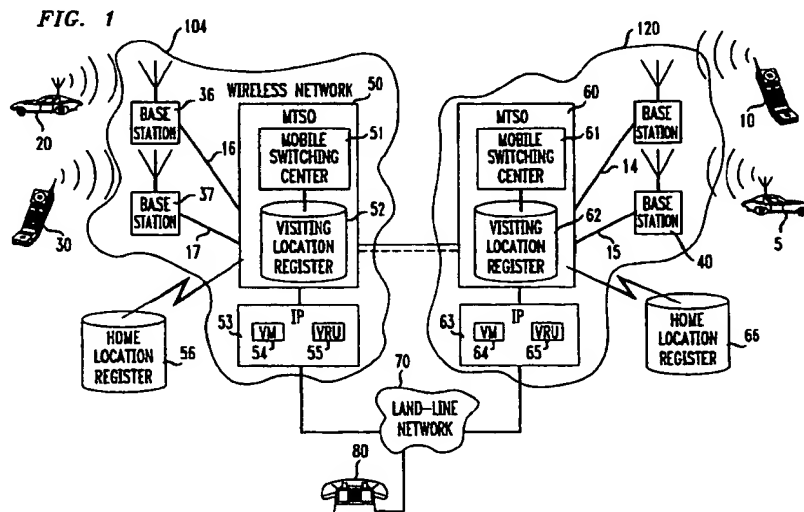 FIG. 1
104
120
WIRELESS NETWORK
50
60
MTSO
MTSO
36
BASE
STATION
51
MOBILE
SWITCHING
CENTER
61
MOBILE
SWITCHING
CENTER
BASE
STATION
10
20
16
14
37
BASE
STATION
52
VISITING
LOCATION
REGISTER
62
VISITING
LOCATION
REGISTER
BASE
STATION
40
30
17
15
5
HOME
LOCATION
REGISTER
56
53
IP
VM
VRU
54
55
63
IP
VM
VRU
64
65
HOME
LOCATION
REGISTER
66
70
LAND-LINE
NETWORK
80